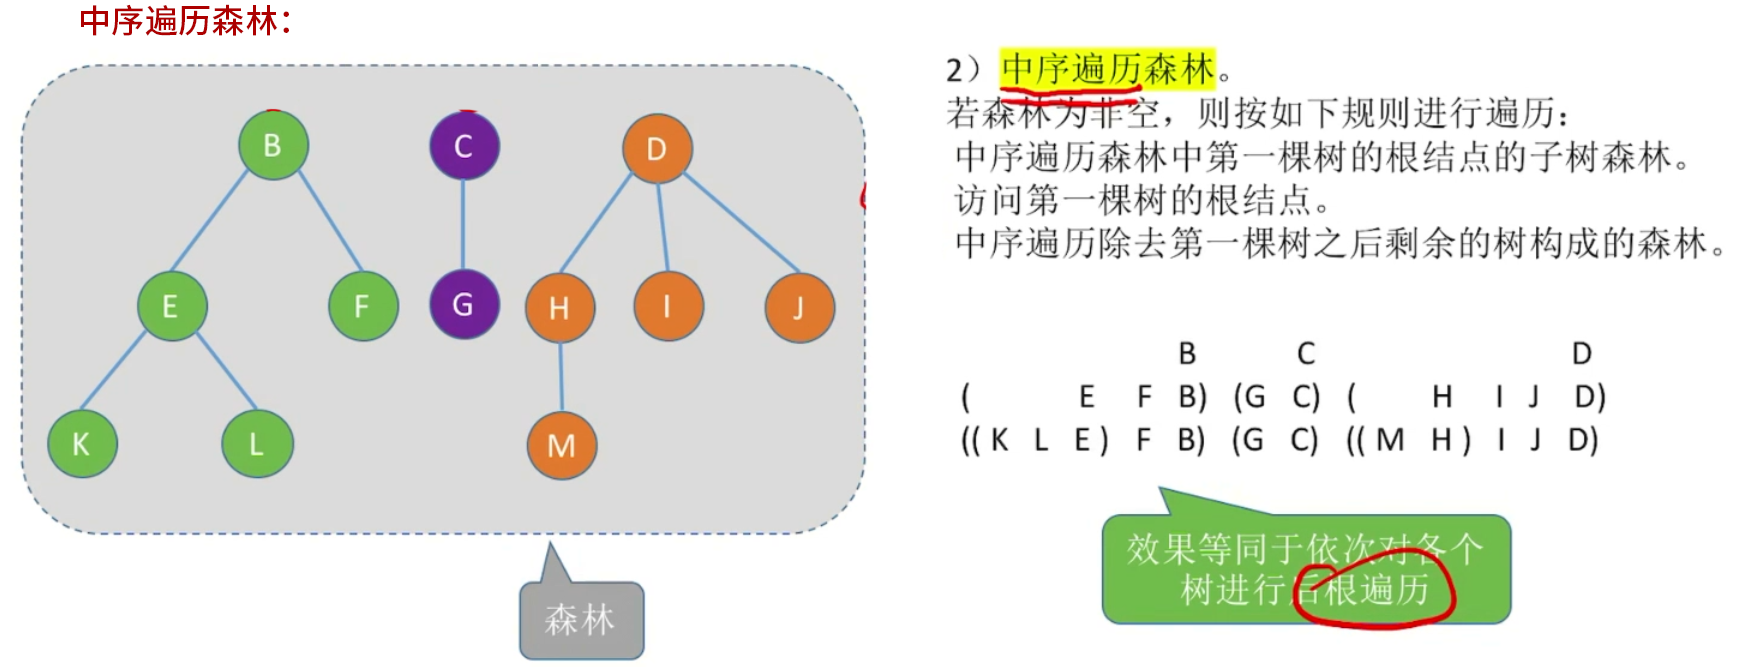 中序遍历森林：
B C D
E F G H I J
K L M
森林
2）中序遍历森林。
若森林为非空，则按如下规则进行遍历：
中序遍历森林中第一棵树的根结点的子树森林。
访问第一棵树的根结点。
中序遍历除去第一棵树之后剩余的树构成的森林。
B C D
( E F B) (G C) ( H I J D)
(( K L E ) F B) (G C) (( M H ) I J D)
效果等同于依次对各个
树进行后根遍历